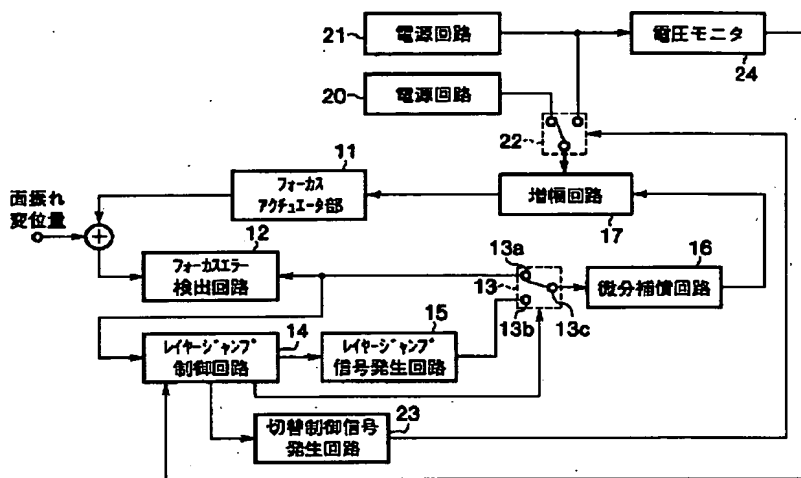 21
電源回路
電圧モニタ
24
20
電源回路
22
11
フォーカス
アクチュエータ部
増幅回路
17
面振れ
変位量
+
12
フォーカスエラー
検出回路
13a
13
13b
13c
16
微分補償回路
14
レイヤージャンプ
制御回路
15
レイヤージャンプ
信号発生回路
23
切替制御信号
発生回路